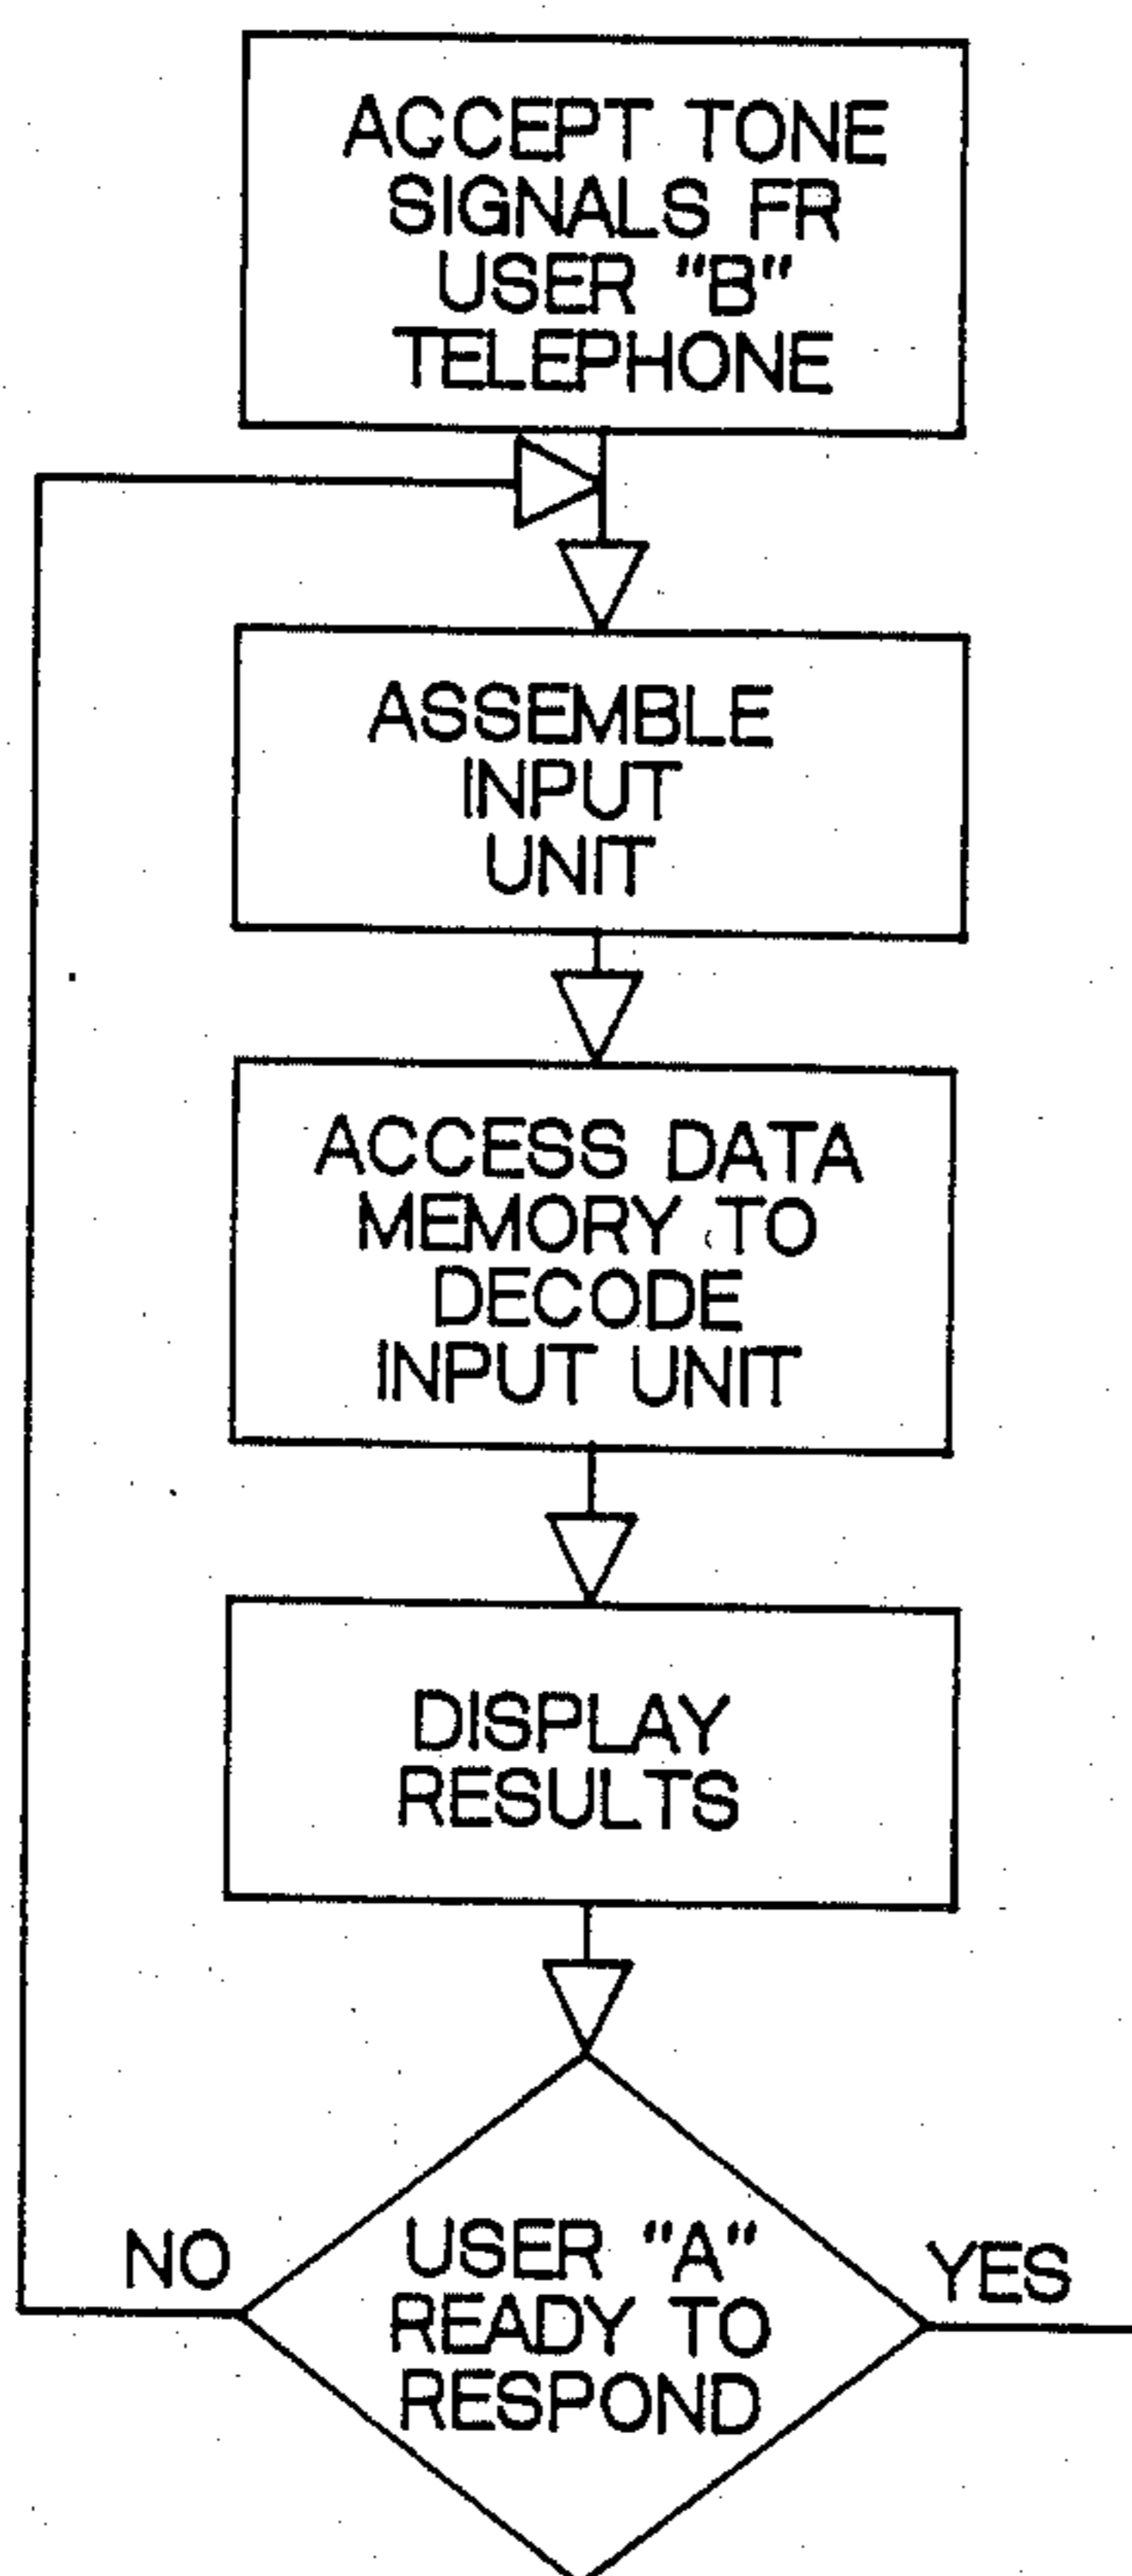 ACCEPT TONE
SIGNALS FR
USER "B"
TELEPHONE
ASSEMBLE
INPUT
UNIT
ACCESS DATA
MEMORY TO
DECODE
INPUT UNIT
DISPLAY
RESULTS
NO
USER "A"
READY TO
RESPOND
YES